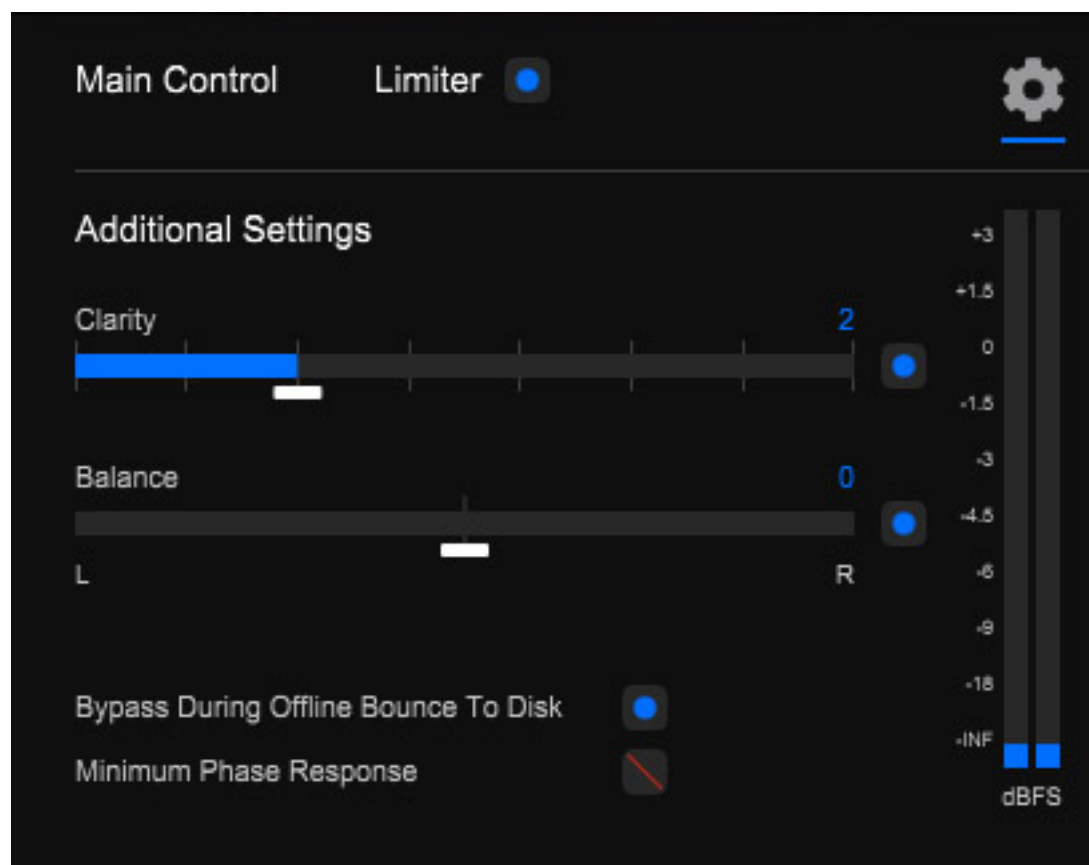 Main Control Limiter
Additional Settings
Clarity 2
Balance 0
L R
Bypass During Offline Bounce To Disk
Minimum Phase Response
+3
+1.5
0
-1.5
-3
-4.5
-6
-9
-18
-INF
dBFS